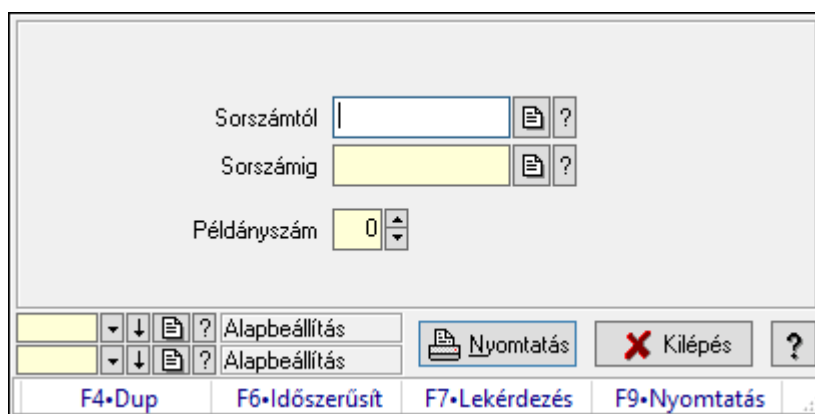 Sorszámtól ?
Sorszámig ?
Példányszám 0
? Alapbeállítás
? Alapbeállítás
Nyomtatás Kilépés ?
F4•Dup F6•Időszerűsít F7•Lekérdezés F9•Nyomtatás